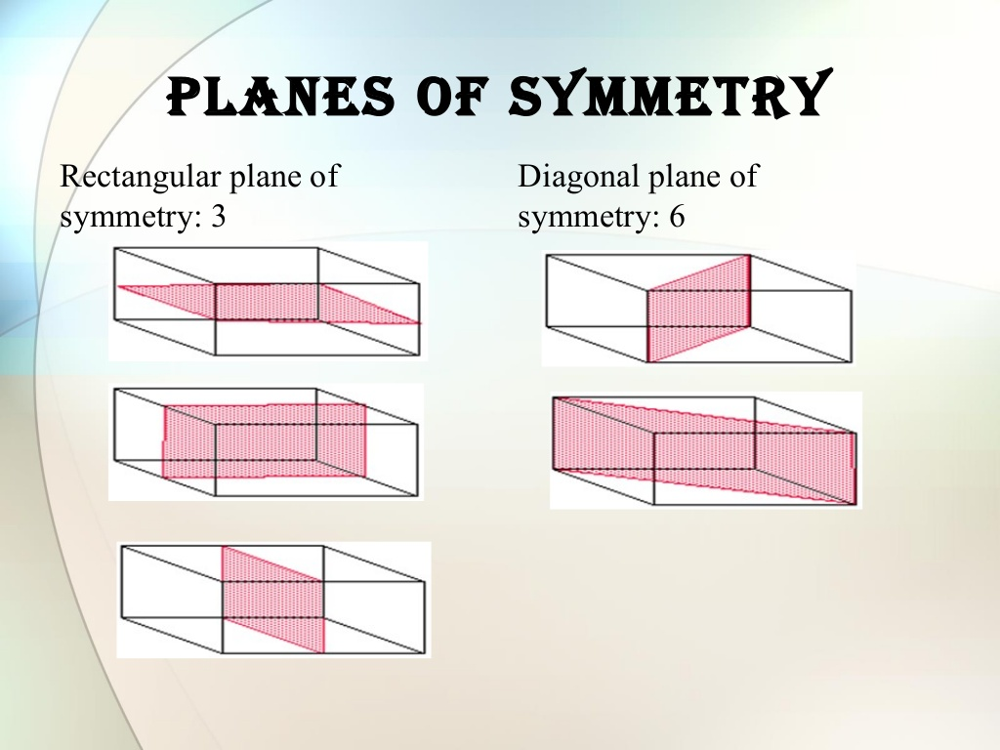 PLANES OF SYMMETRY
Rectangular plane of
symmetry: 3
Diagonal plane of
symmetry: 6